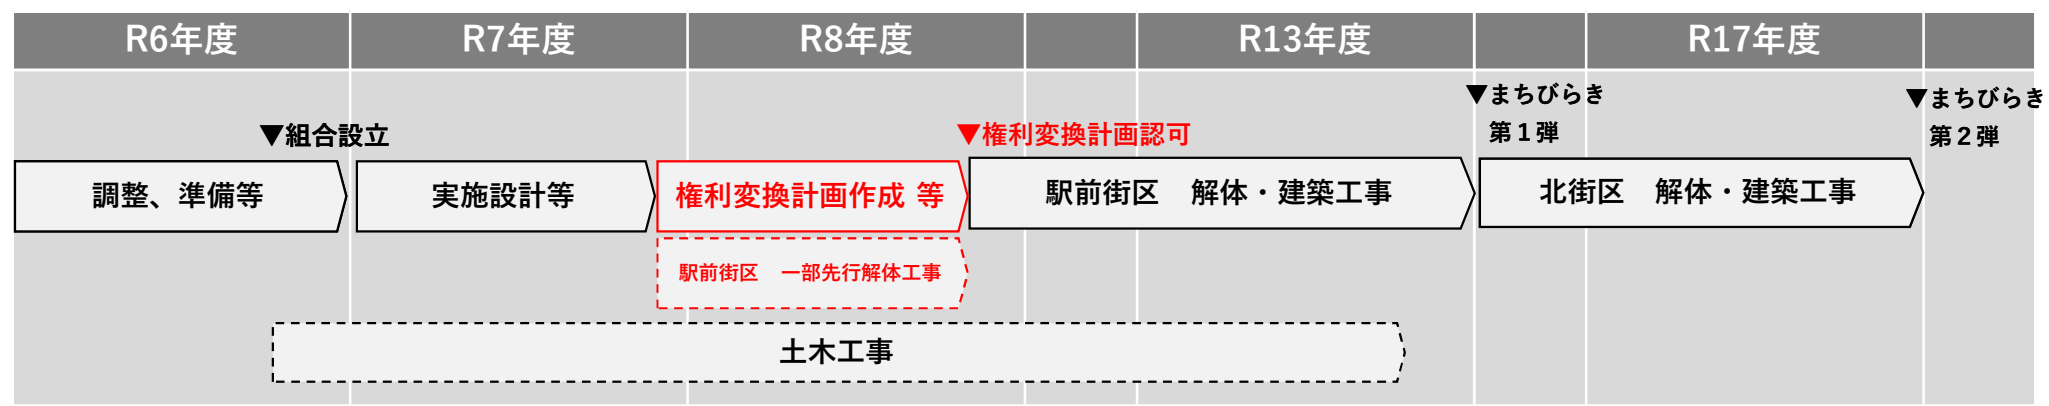 R6年度
R7年度
R8年度
R13年度
R17年度
▼まちびらき
第１弾
▼まちびらき
第２弾
▼組合設立
▼権利変換計画認可
調整、準備等
実施設計等
権利変換計画作成 等
駅前街区　解体・建築工事
北街区　解体・建築工事
駅前街区　一部先行解体工事
土木工事